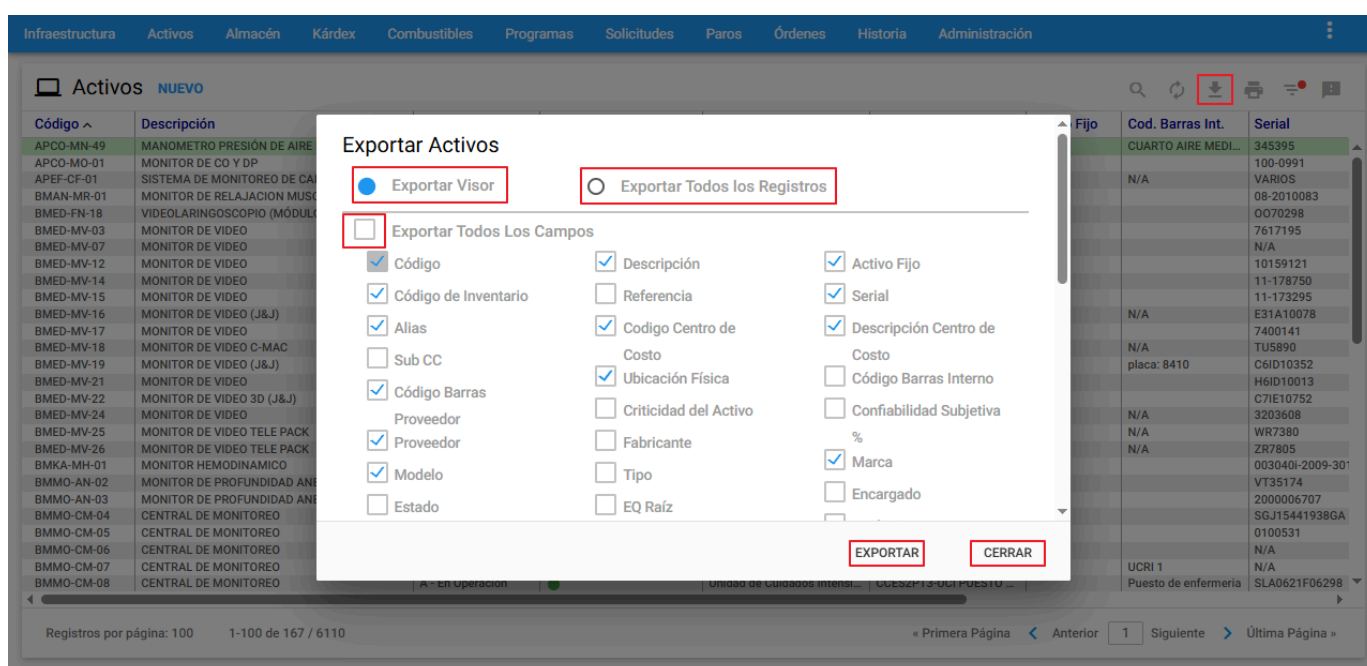 Infraestructura Activos Almacén Kárdex Combustibles Programas Solicitudes Paros Órdenes Historia Administración
Activos NUEVO
Código Descripción Fijo Cod. Barras Int. Serial
APCO-MN-49 MANOMETRO PRESIÓN DE AIRE CUARTO AIRE MEDI... 345395
APCO-MO-01 MONITOR DE CO Y DP 100-0991
APEF-CF-01 SISTEMA DE MONITOREO DE N/A VARIOS
BMAN-MR-01 MONITOR DE RELAJACION 08-2010083
BMED-FN-18 VIDEOLARINGOSCOPIO 0070298
BMED-MV-03 MONITOR DE VIDEO 7617195
BMED-MV-07 MONITOR DE VIDEO N/A
BMED-MV-12 MONITOR DE VIDEO 10159121
BMED-MV-14 MONITOR DE VIDEO 11-178750
BMED-MV-15 MONITOR DE VIDEO 11-173295
BMED-MV-16 MONITOR DE VIDEO (J&J) N/A E31A10078
BMED-MV-17 MONITOR DE VIDEO 7400141
BMED-MV-18 MONITOR DE VIDEO C-MAC N/A TU5890
BMED-MV-19 MONITOR DE VIDEO (J&J) placa: 8410 C6ID10352
BMED-MV-21 MONITOR DE VIDEO H6ID10013
BMED-MV-22 MONITOR DE VIDEO 3D (J&J) C7IE10752
BMED-MV-24 MONITOR DE VIDEO N/A 3203608
BMED-MV-25 MONITOR DE VIDEO TELE PACK N/A WR7380
BMED-MV-26 MONITOR DE VIDEO TELE PACK N/A ZR7805
BMKA-MH-01 MONITOR HEMODINAMICO 003040i-2009-301
BMMO-AN-02 MONITOR DE PROFUNDIDAD VT35174
BMMO-AN-03 MONITOR DE PROFUNDIDAD 2000006707
BMMO-CM-04 CENTRAL DE MONITOREO SGJ15441938GA
BMMO-CM-05 CENTRAL DE MONITOREO 0100531
BMMO-CM-06 CENTRAL DE MONITOREO N/A
BMMO-CM-07 CENTRAL DE MONITOREO UCRI 1 N/A
BMMO-CM-08 CENTRAL DE MONITOREO A - En Operación Unidad de Cuidados Intensi... CCES2P13-UCI PUESTO ... Puesto de enfermeria SLA0621F06298
Exportar Activos
Exportar Visor Exportar Todos los Registros
Exportar Todos Los Campos
Código Descripción Activo Fijo
Código de Inventario Referencia Serial
Alias Codigo Centro de Descripción Centro de
Sub CC Costo Costo
Ubicación Física Código Barras Interno
Código Barras Criticidad del Activo Confiabilidad Subjetiva
Proveedor %
Proveedor Fabricante Marca
Modelo Tipo Encargado
Estado EQ Raíz
EXPORTAR CERRAR
Registros por página: 100 1-100 de 167 / 6110 « Primera Página Anterior 1 Siguiente Última Página »